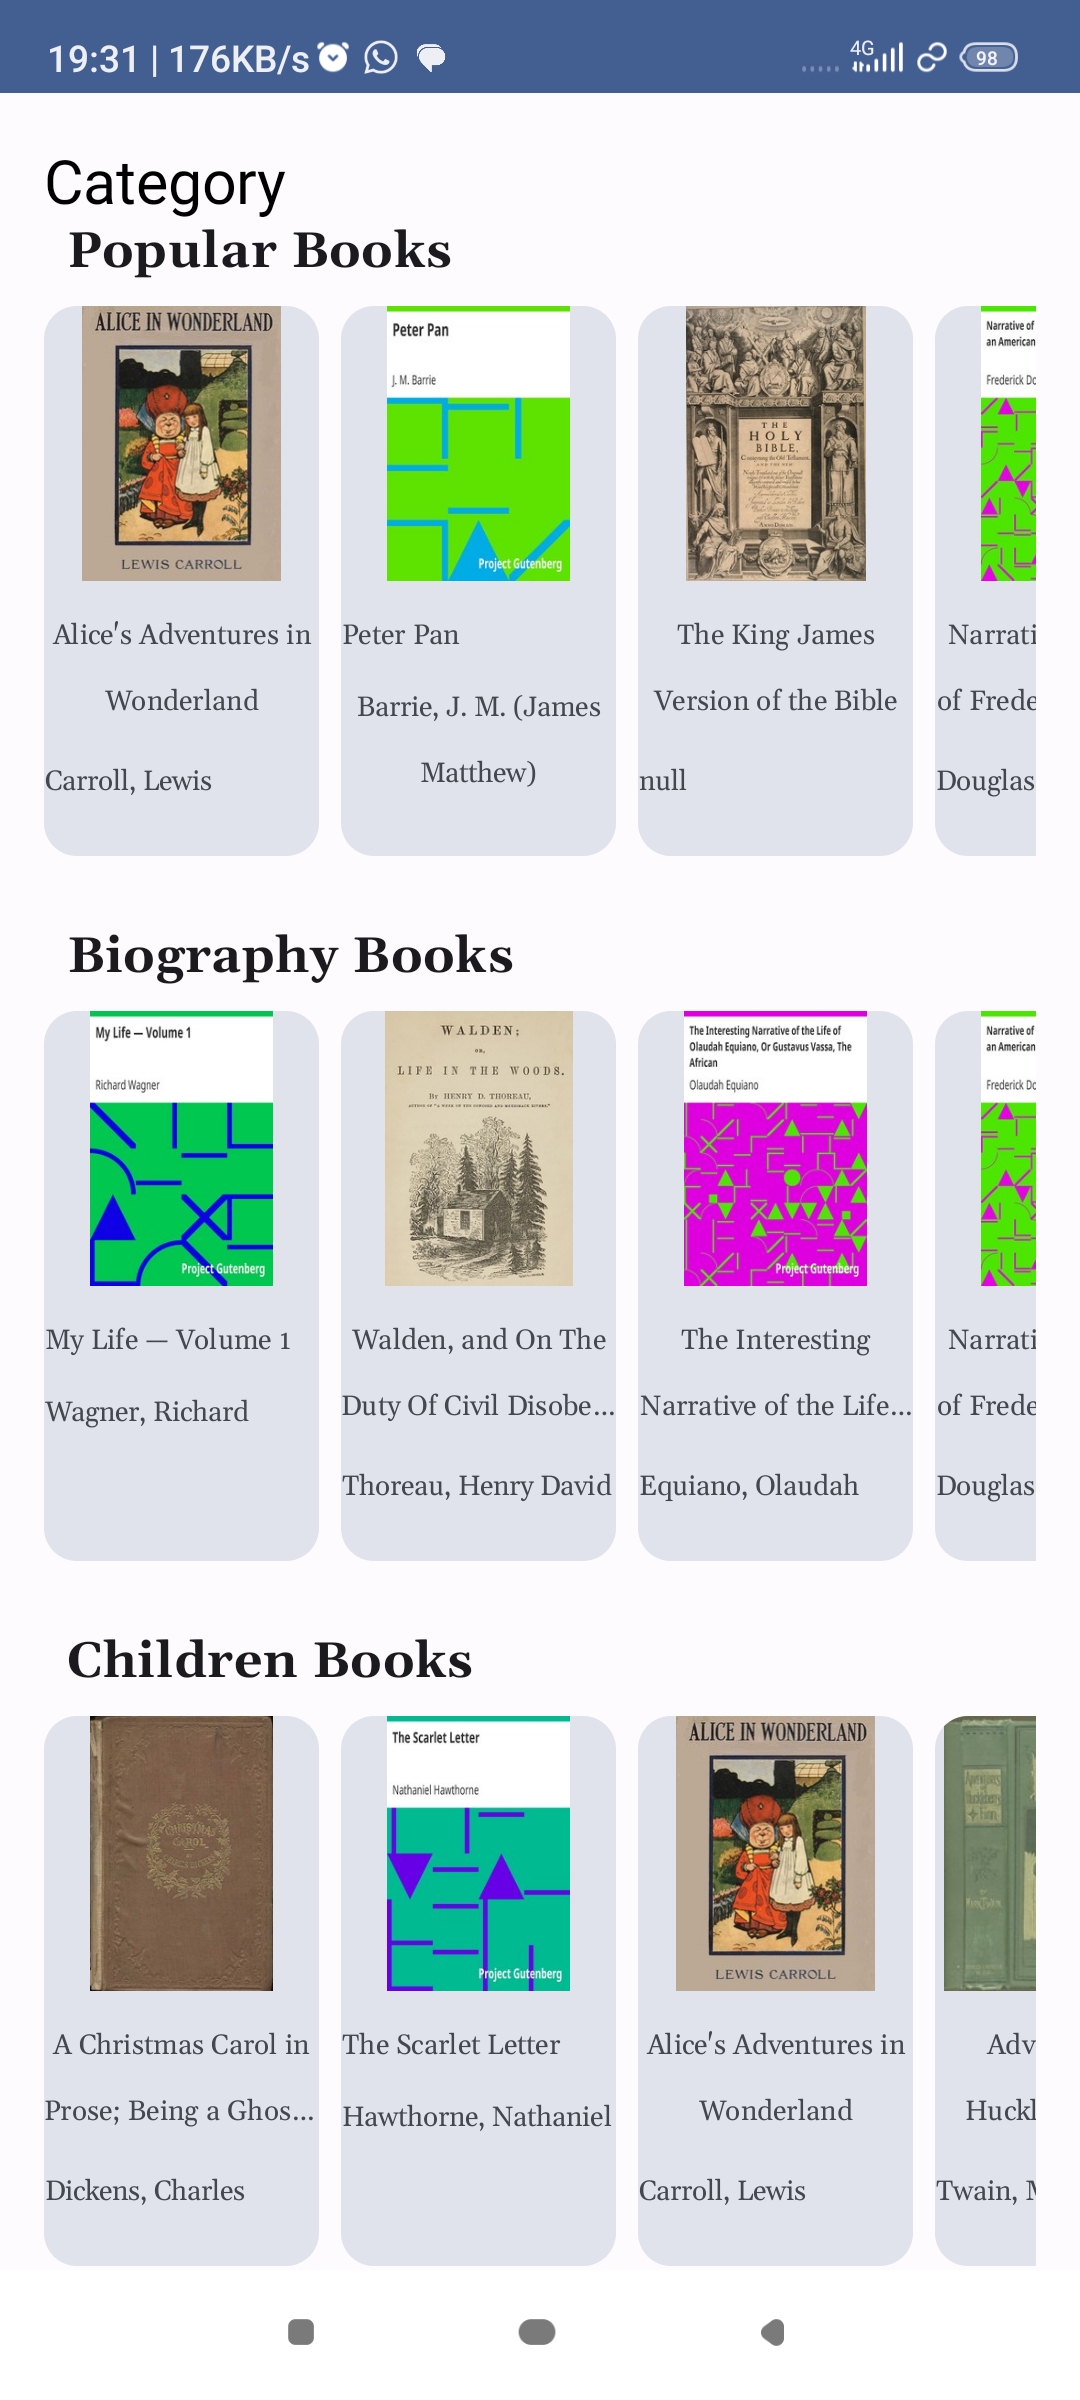 19:31 | 176KB/s
4G
98
Category
Popular Books
ALICE IN WONDERLAND
LEWIS CARROLL
Alice's Adventures in
Wonderland
Carroll, Lewis
Peter Pan
J. M. Barrie
Project Gutenberg
Peter Pan
Barrie, J. M. (James
Matthew)
THE
HOLY
BIBLE,
The King James
Version of the Bible
null
Narrative of
an American
Frederick Do
Narrati
of Frede
Douglas
Biography Books
My Life — Volume 1
Richard Wagner
Project Gutenberg
My Life — Volume 1
Wagner, Richard
WALDEN;
OR,
LIFE IN THE WOODS.
BY HENRY D. THOREAU,
Walden, and On The
Duty Of Civil Disobe...
Thoreau, Henry David
The Interesting Narrative of the Life of
Olaudah Equiano, Or Gustavus Vassa, The
African
Olaudah Equiano
Project Gutenberg
The Interesting
Narrative of the Life...
Equiano, Olaudah
Narrative of
an American
Frederick Do
Narrati
of Frede
Douglas
Children Books
CHRISTMAS
CAROL
A Christmas Carol in
Prose; Being a Ghos...
Dickens, Charles
The Scarlet Letter
Nathaniel Hawthorne
Project Gutenberg
The Scarlet Letter
Hawthorne, Nathaniel
ALICE IN WONDERLAND
LEWIS CARROLL
Alice's Adventures in
Wonderland
Carroll, Lewis
Adv
Huckl
Twain, M